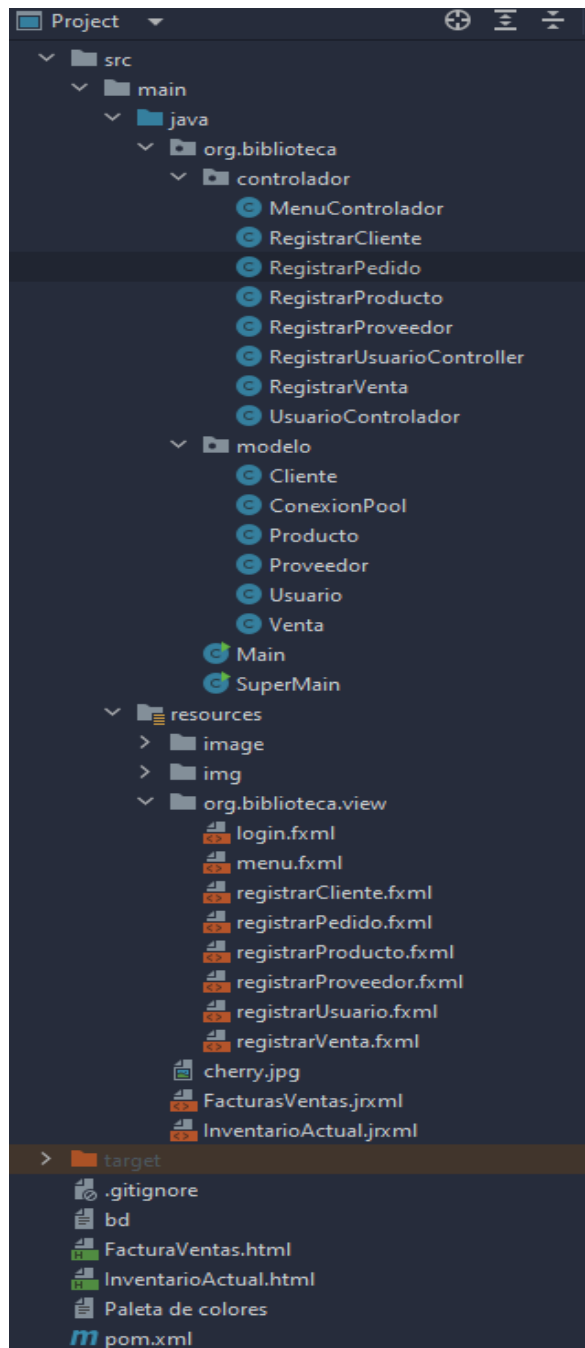 Project
src
main
java
org.biblioteca
controlador
MenuControlador
RegistrarCliente
RegistrarPedido
RegistrarProducto
RegistrarProveedor
RegistrarUsuarioController
RegistrarVenta
UsuarioControlador
modelo
Cliente
ConexionPool
Producto
Proveedor
Usuario
Venta
Main
SuperMain
resources
image
img
org.biblioteca.view
login.fxml
menu.fxml
registrarCliente.fxml
registrarPedido.fxml
registrarProducto.fxml
registrarProveedor.fxml
registrarUsuario.fxml
registrarVenta.fxml
cherry.jpg
FacturasVentas.jrxml
InventarioActual.jrxml
target
.gitignore
bd
FacturaVentas.html
InventarioActual.html
Paleta de colores
pom.xml